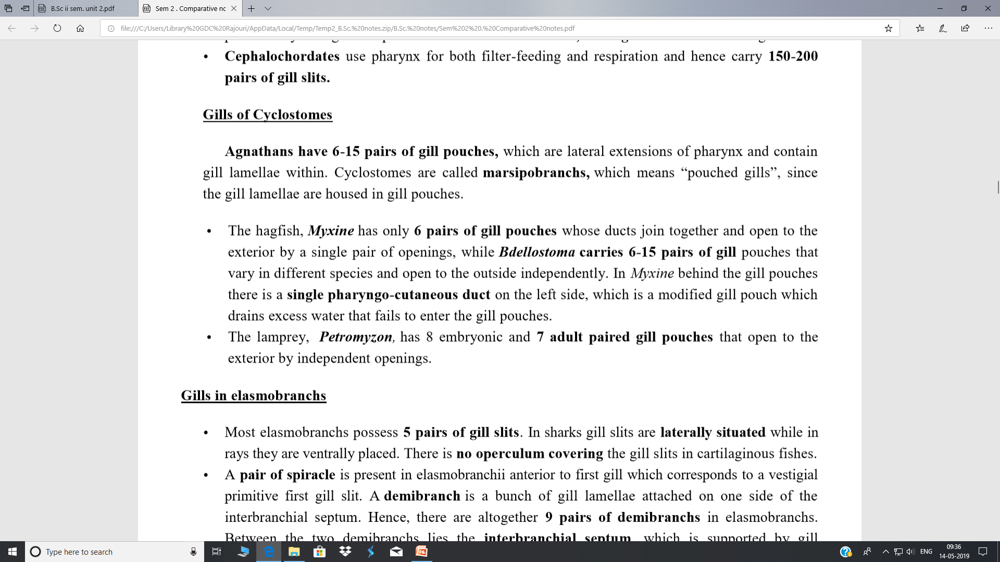 B.Sc ii sem. unit 2.pdf
Sem 2 . Comparative nc
file:///C:/Users/Library%20GDC%20Rajouri/AppData/Local/Temp/Temp2_B.Sc.%20notes.zip/B.Sc.%20notes/Sem%202%20.%20Comparative%20notes.pdf
• Cephalochordates use pharynx for both filter-feeding and respiration and hence carry 150-200
pairs of gill slits.
Gills of Cyclostomes
Agnathans have 6-15 pairs of gill pouches, which are lateral extensions of pharynx and contain
gill lamellae within. Cyclostomes are called marsipobranchs, which means “pouched gills”, since
the gill lamellae are housed in gill pouches.
• The hagfish, Myxine has only 6 pairs of gill pouches whose ducts join together and open to the
exterior by a single pair of openings, while Bdellostoma carries 6-15 pairs of gill pouches that
vary in different species and open to the outside independently. In Myxine behind the gill pouches
there is a single pharyngo-cutaneous duct on the left side, which is a modified gill pouch which
drains excess water that fails to enter the gill pouches.
• The lamprey, Petromyzon, has 8 embryonic and 7 adult paired gill pouches that open to the
exterior by independent openings.
Gills in elasmobranchs
• Most elasmobranchs possess 5 pairs of gill slits. In sharks gill slits are laterally situated while in
rays they are ventrally placed. There is no operculum covering the gill slits in cartilaginous fishes.
• A pair of spiracle is present in elasmobranchii anterior to first gill which corresponds to a vestigial
primitive first gill slit. A demibranch is a bunch of gill lamellae attached on one side of the
interbranchial septum. Hence, there are altogether 9 pairs of demibranchs in elasmobranchs.
Between the two demibranchs lies the interbranchial septum, which is supported by gill
Type here to search
ENG
09:36
14-05-2019